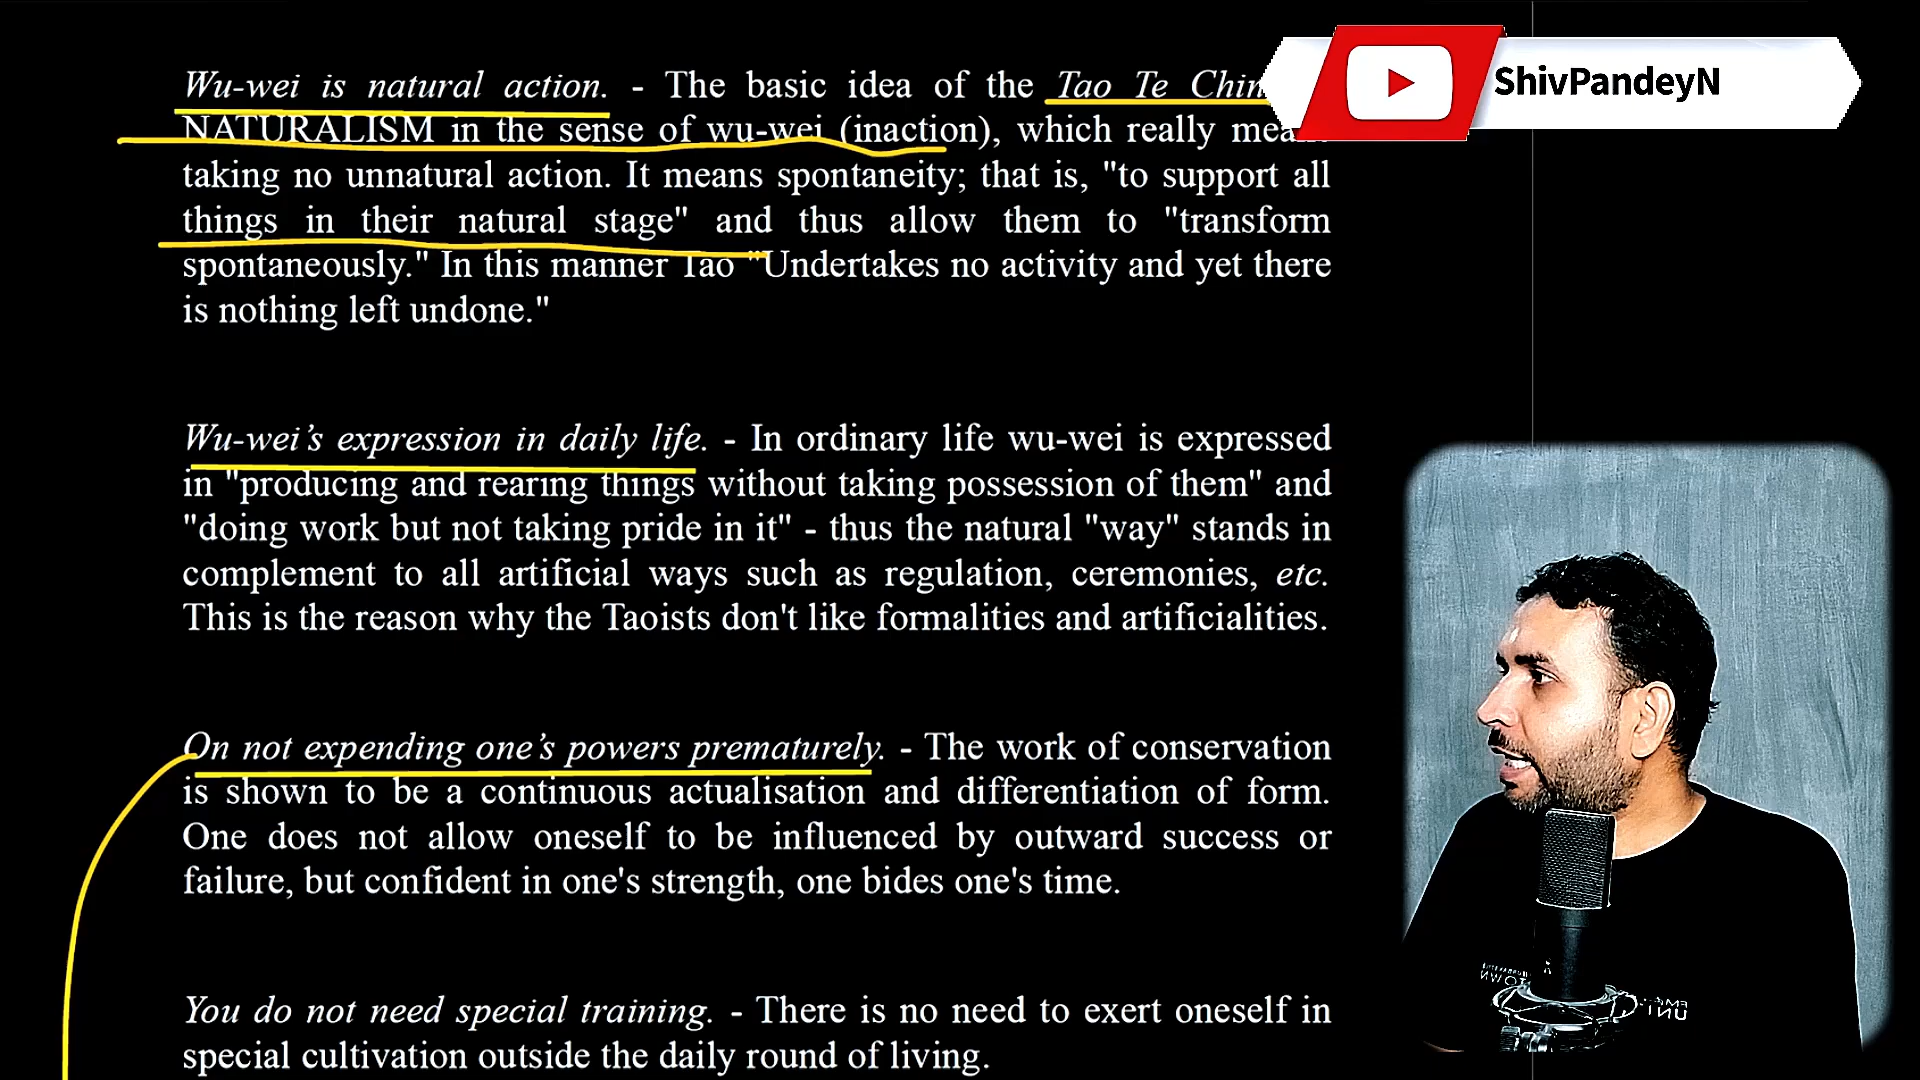 Wu-wei is natural action. - The basic idea of the Tao Te Chin
NATURALISM in the sense of wu-wei (inaction), which really
taking no unnatural action. It means spontaneity; that is, "to support all
things in their natural stage" and thus allow them to "transform
spontaneously." In this manner Tao "Undertakes no activity and yet there
is nothing left undone."
Wu-wei’s expression in daily life. - In ordinary life wu-wei is expressed
in "producing and rearing things without taking possession of them" and
"doing work but not taking pride in it" - thus the natural "way" stands in
complement to all artificial ways such as regulation, ceremonies, etc.
This is the reason why the Taoists don't like formalities and artificialities.
On not expending one’s powers prematurely. - The work of conservation
is shown to be a continuous actualisation and differentiation of form.
One does not allow oneself to be influenced by outward success or
failure, but confident in one's strength, one bides one's time.
You do not need special training. - There is no need to exert oneself in
special cultivation outside the daily round of living.
ShivPandeyN